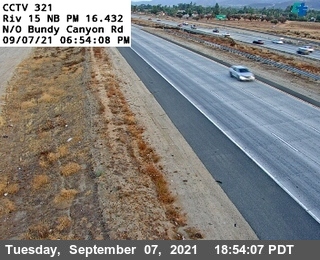 CCTV 321
Riv 15 NB PM 16.432
N/O Bundy Canyon Rd
09/07/21 06:54:08 PM
Tuesday, September 07, 2021 18:54:07 PDT